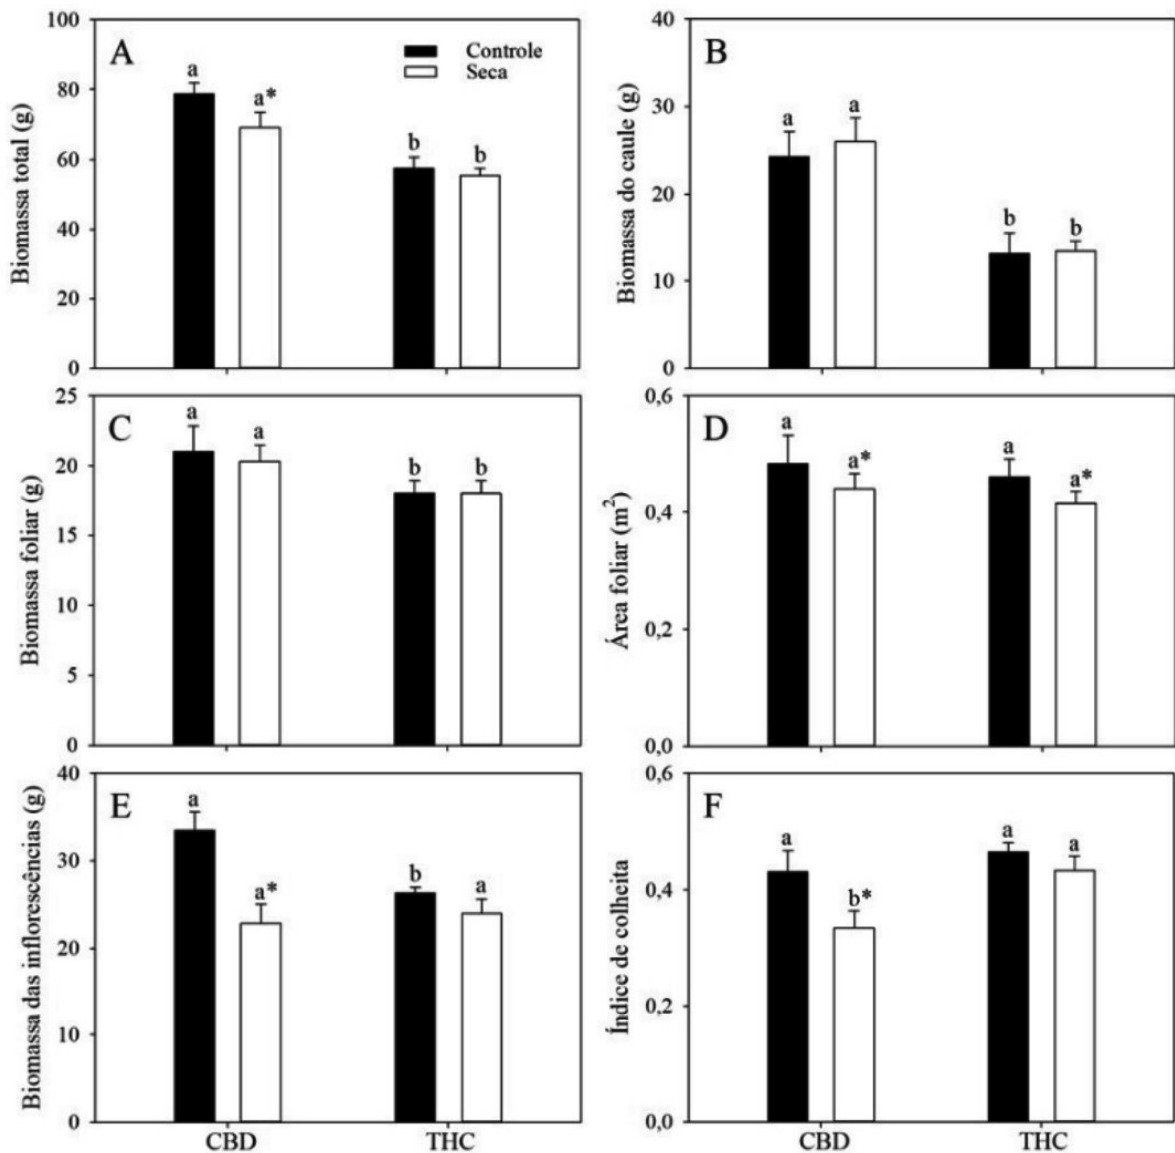 A
Controle
Seca
Biomassa total (g)
100
80
60
40
20
0
a
a*
b
b
B
Biomassa do caule (g)
40
30
20
10
0
a
a
b
b
C
Biomassa foliar (g)
25
20
15
10
5
0
a
a
b
b
D
Área foliar (m²)
0,6
0,4
0,2
0,0
a
a*
a
a*
E
Biomassa das inflorescências (g)
40
30
20
10
0
a
a*
b
a
CBD
THC
F
Índice de colheita
0,6
0,4
0,2
0,0
a
b*
a
a
CBD
THC